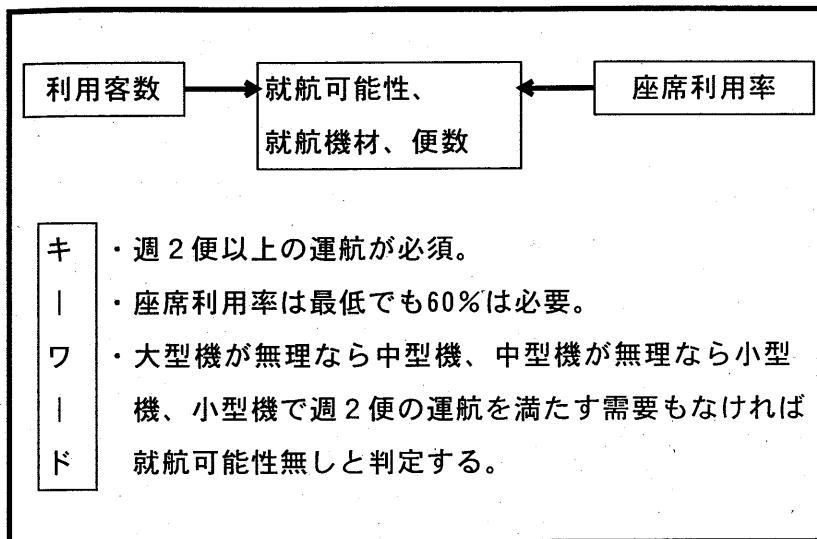 利用客数
就航可能性、
就航機材、便数
座席利用率
キーワード
・週2便以上の運航が必須。
・座席利用率は最低でも60%は必要。
・大型機が無理なら中型機、中型機が無理なら小型
機、小型機で週2便の運航を満たす需要もなければ
就航可能性無しと判定する。